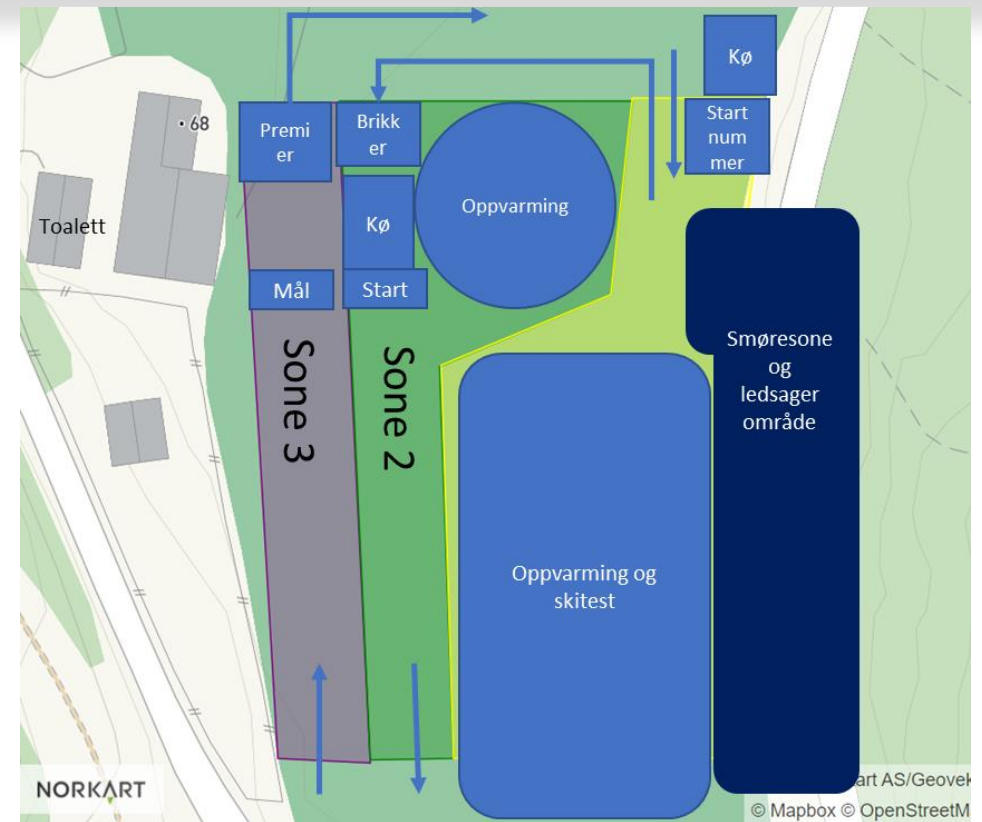 Kø
Start
num
mer
Premi
er
Brikk
er
• 68
Oppvarming
Toalett
Kø
Mål
Start
Sone 3
Sone 2
Smøresone
og
ledsager
område
Oppvarming og
skitest
NORKART
art AS/Geovek
© Mapbox © OpenStreetM